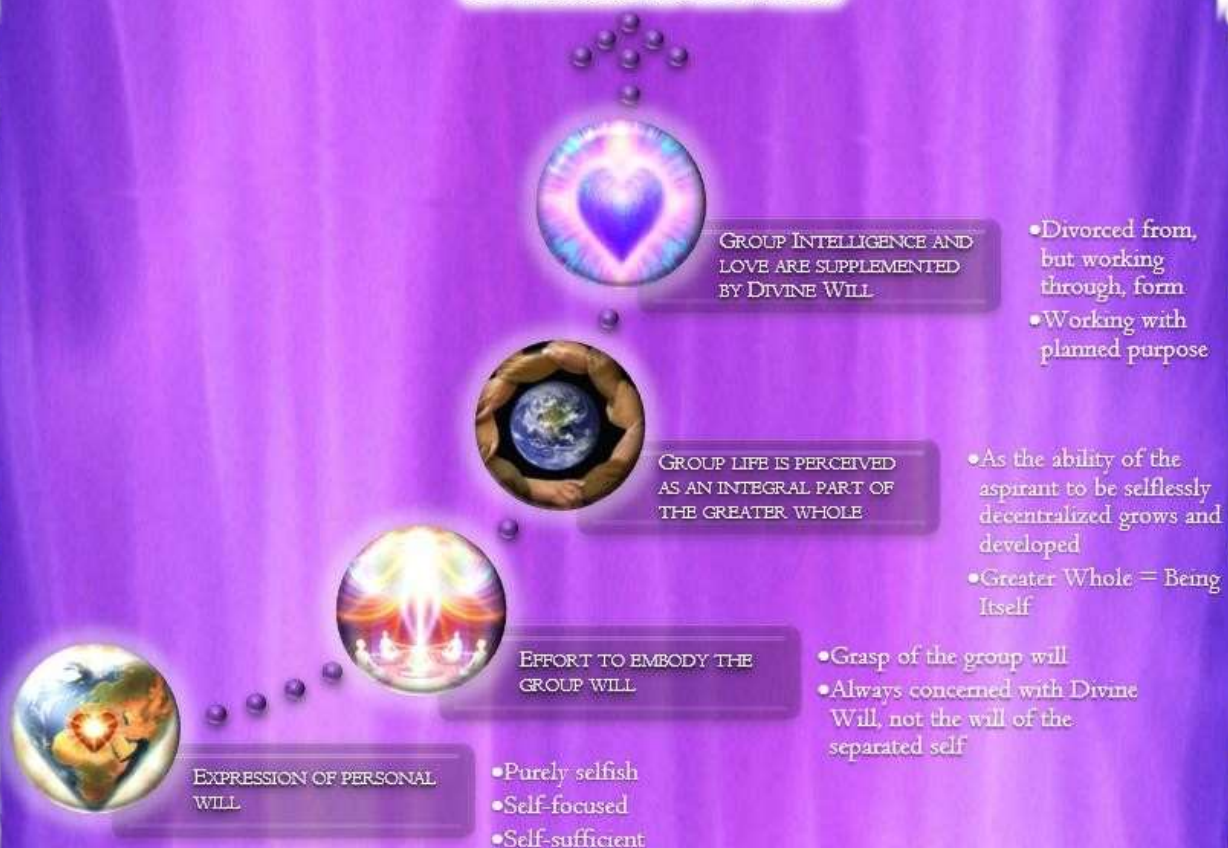 GROUP INTELLIGENCE AND
LOVE ARE SUPPLEMENTED
BY DIVINE WILL
•Divorced from,
but working
through, form
•Working with
planned purpose
GROUP LIFE IS PERCEIVED
AS AN INTEGRAL PART OF
THE GREATER WHOLE
•As the ability of the
aspirant to be selflessly
decentralized grows and
developed
•Greater Whole = Being
Itself
EFFORT TO EMBODY THE
GROUP WILL
•Grasp of the group will
•Always concerned with Divine
Will, not the will of the
separated self
EXPRESSION OF PERSONAL
WILL
•Purely selfish
•Self-focused
•Self-sufficient